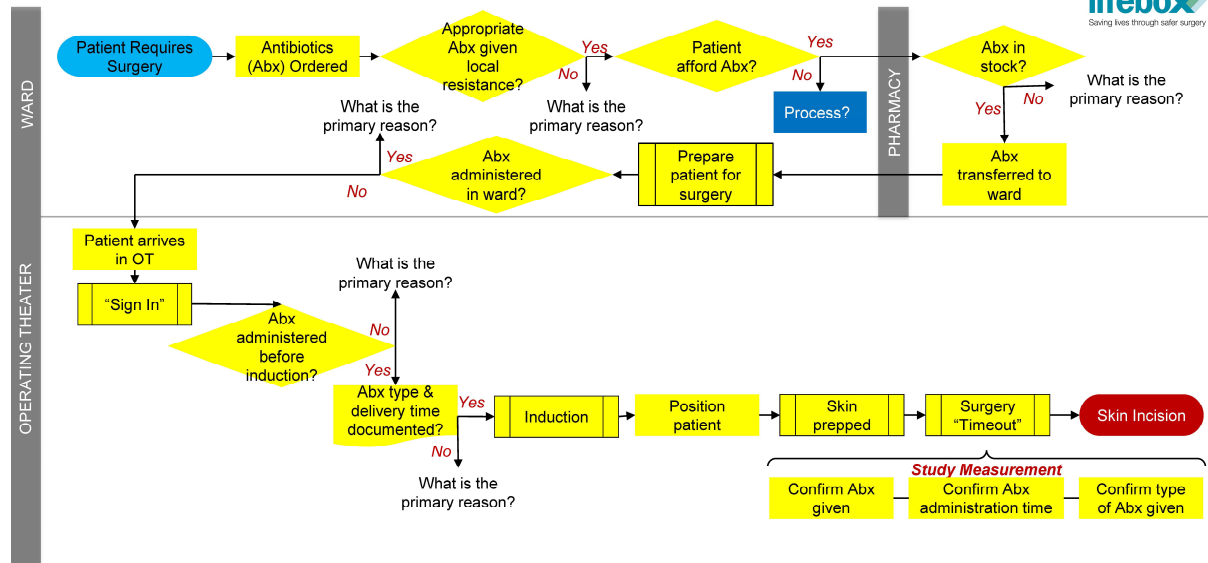 lifebox
Saving lives through safer surgery
WARD
PHARMACY
OPERATING THEATER
Patient Requires
Surgery
Antibiotics
(Abx) Ordered
Appropriate
Abx given
local
resistance?
Yes
No
What is the
primary reason?
Patient
afford Abx?
Yes
No
Process?
Abx in
stock?
Yes
No
What is the
primary reason?
Abx
transferred to
ward
Prepare
patient for
surgery
Abx
administered
in ward?
Yes
No
What is the
primary reason?
Patient arrives
in OT
“Sign In”
Abx
administered
before
induction?
No
What is the
primary reason?
Yes
Abx type &
delivery time
documented?
Yes
No
What is the
primary reason?
Induction
Position
patient
Skin
prepped
Surgery
“Timeout”
Skin Incision
Study Measurement
Confirm Abx
given
Confirm Abx
administration time
Confirm type
of Abx given